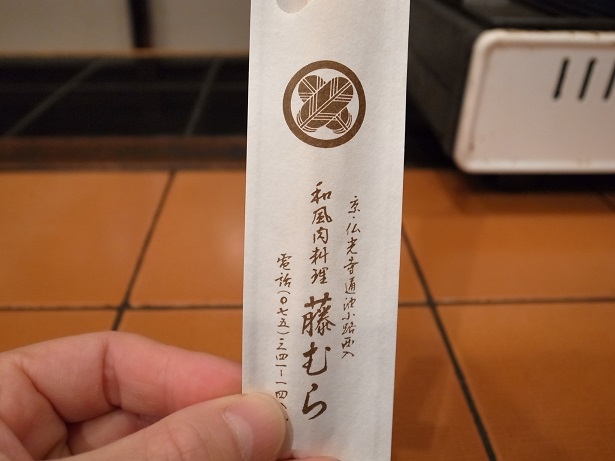 京・仏光寺通油小路西入
和風肉料理 藤むら
電話(〇七五)三四一-一四